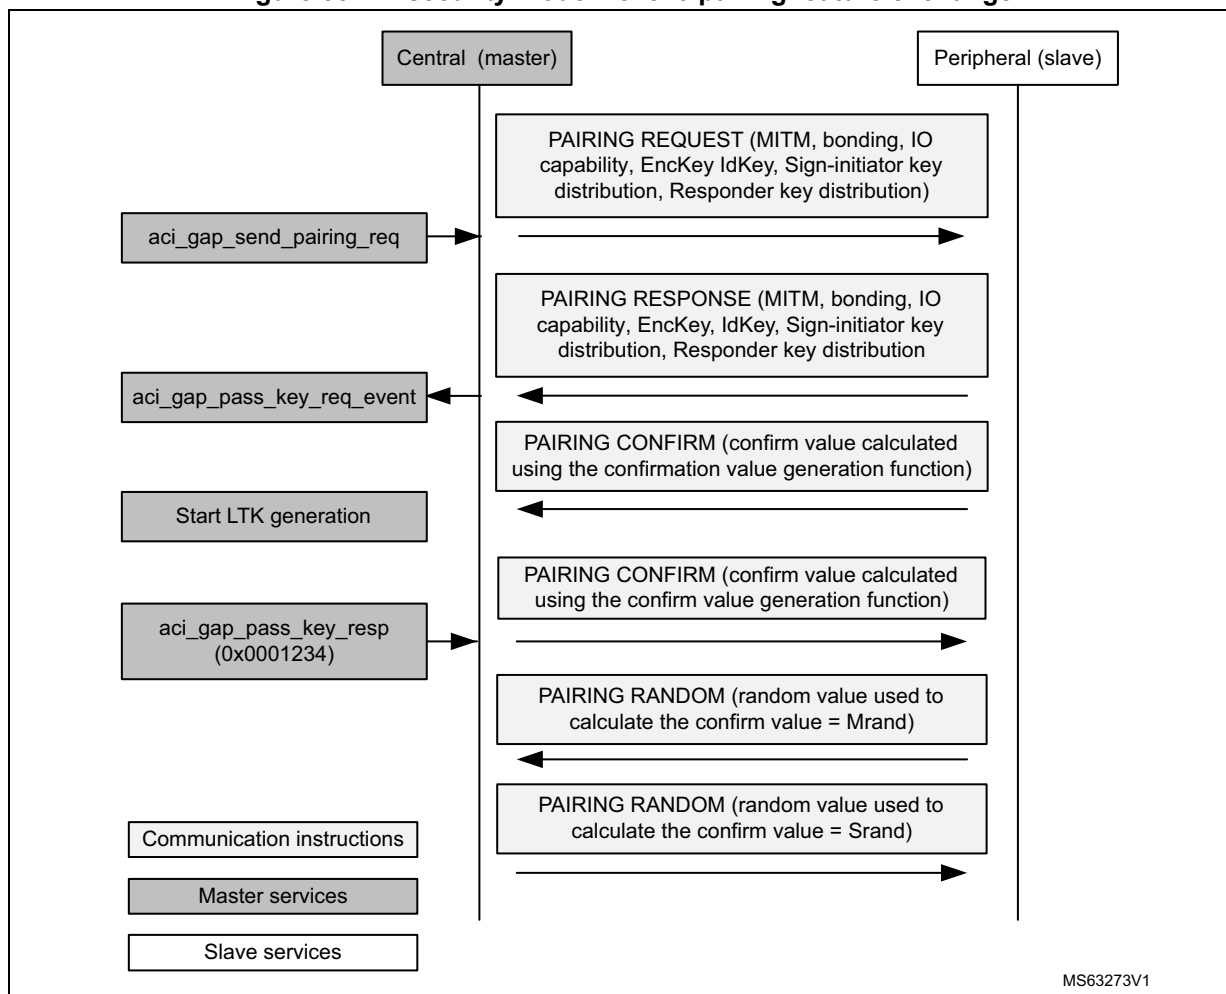 Central (master)
Peripheral (slave)
PAIRING REQUEST (MITM, bonding, IO
capability, EncKey IdKey, Sign-initiator key
distribution, Responder key distribution)
aci_gap_send_pairing_req
PAIRING RESPONSE (MITM, bonding, IO
capability, EncKey, IdKey, Sign-initiator key
distribution, Responder key distribution
aci_gap_pass_key_req_event
PAIRING CONFIRM (confirm value calculated
using the confirmation value generation function)
Start LTK generation
PAIRING CONFIRM (confirm value calculated
using the confirm value generation function)
aci_gap_pass_key_resp
(0x0001234)
PAIRING RANDOM (random value used to
calculate the confirm value = Mrand)
PAIRING RANDOM (random value used to
calculate the confirm value = Srand)
Communication instructions
Master services
Slave services
MS63273V1